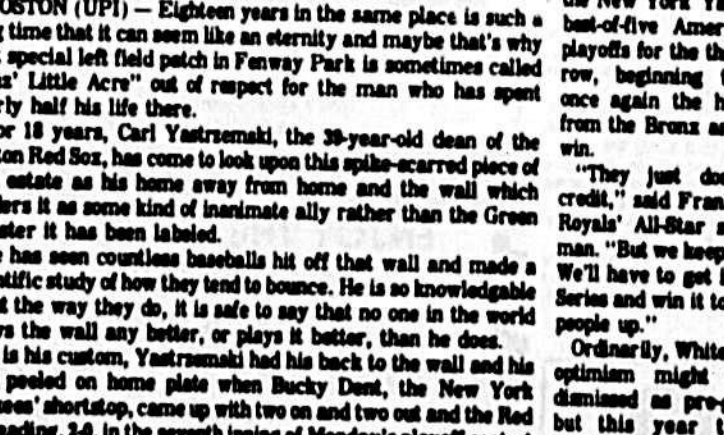 OSTON (UPI) — Eighteen years in the same place is such a
time that it can seem like an eternity and maybe that's why
special left field patch in Fenway Park is sometimes called
' Little Acre" out of respect for the man who has spent
rly half his life there.
or 18 years, Carl Yastrzemski, the 39-year-old dean of the
ton Red Sox, has come to look upon this spike-scarred piece of
estate as his home away from home and the wall which
ders it as some kind of inanimate ally rather than the Green
ster it has been labeled.
e has seen countless baseballs hit off that wall and made a
ntific study of how they tend to bounce. He is so knowledgable
t the way they do, it is safe to say that no one in the world
ws the wall any better, or plays it better, than he does.
is his custom, Yastrzemski had his back to the wall and his
peeled on home plate when Bucky Dent, the New York
kees' shortstop, came up with two on and two out and the Red
leading, 2-0, in the seventh inning of
the New York
best-of-five
playoffs for the
row, beginning
once again the
from the Bronx
win.
"They just
credit," said
Royals' All-Star
man. "But we keep
We'll have to get
Series and win it
people up."
Ordinarily,
optimism might
dismissed as
but this year